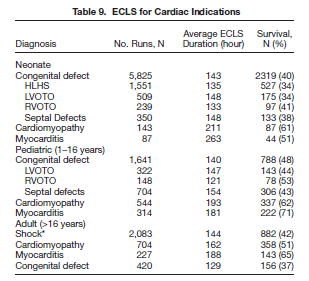 Table 9. ECLS for Cardiac Indications
Diagnosis No. Runs, N Average ECLS Duration (hour) Survival, N (%)
Neonate
Congenital defect 5,825 143 2319 (40)
HLHS 1,551 135 527 (34)
LVOTO 509 148 175 (34)
RVOTO 239 133 97 (41)
Septal Defects 350 148 133 (38)
Cardiomyopathy 143 211 87 (61)
Myocarditis 87 263 44 (51)
Pediatric (1–16 years)
Congenital defect 1,641 140 788 (48)
LVOTO 322 147 143 (44)
RVOTO 148 121 78 (53)
Septal defects 704 154 306 (43)
Cardiomyopathy 544 193 337 (62)
Myocarditis 314 181 222 (71)
Adult (>16 years)
Shock* 2,083 144 882 (42)
Cardiomyopathy 704 162 358 (51)
Myocarditis 227 188 143 (65)
Congenital defect 420 129 156 (37)